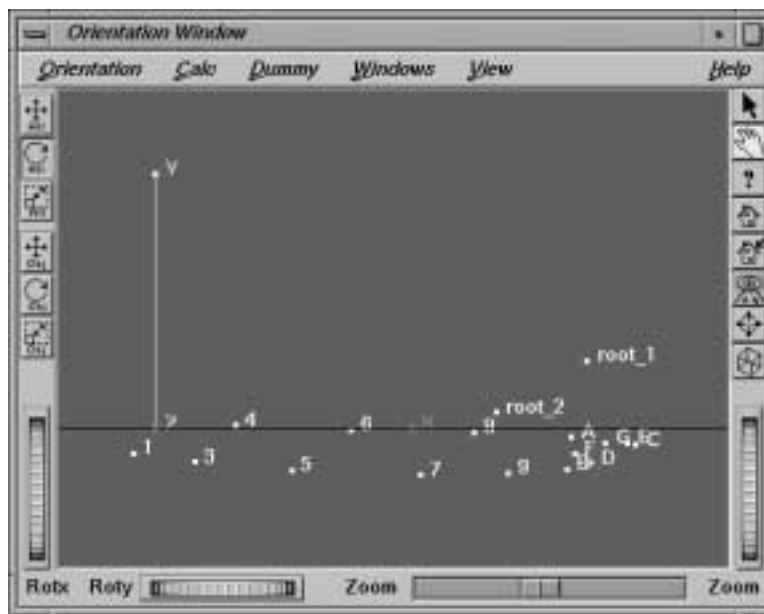 Orientation Window
Orientation Calc Dummy Windows View Help
Y
root_1
root_2
4 6 8 A G E C
1 3 5 7 9 B F D
Rotx Roty Zoom Zoom